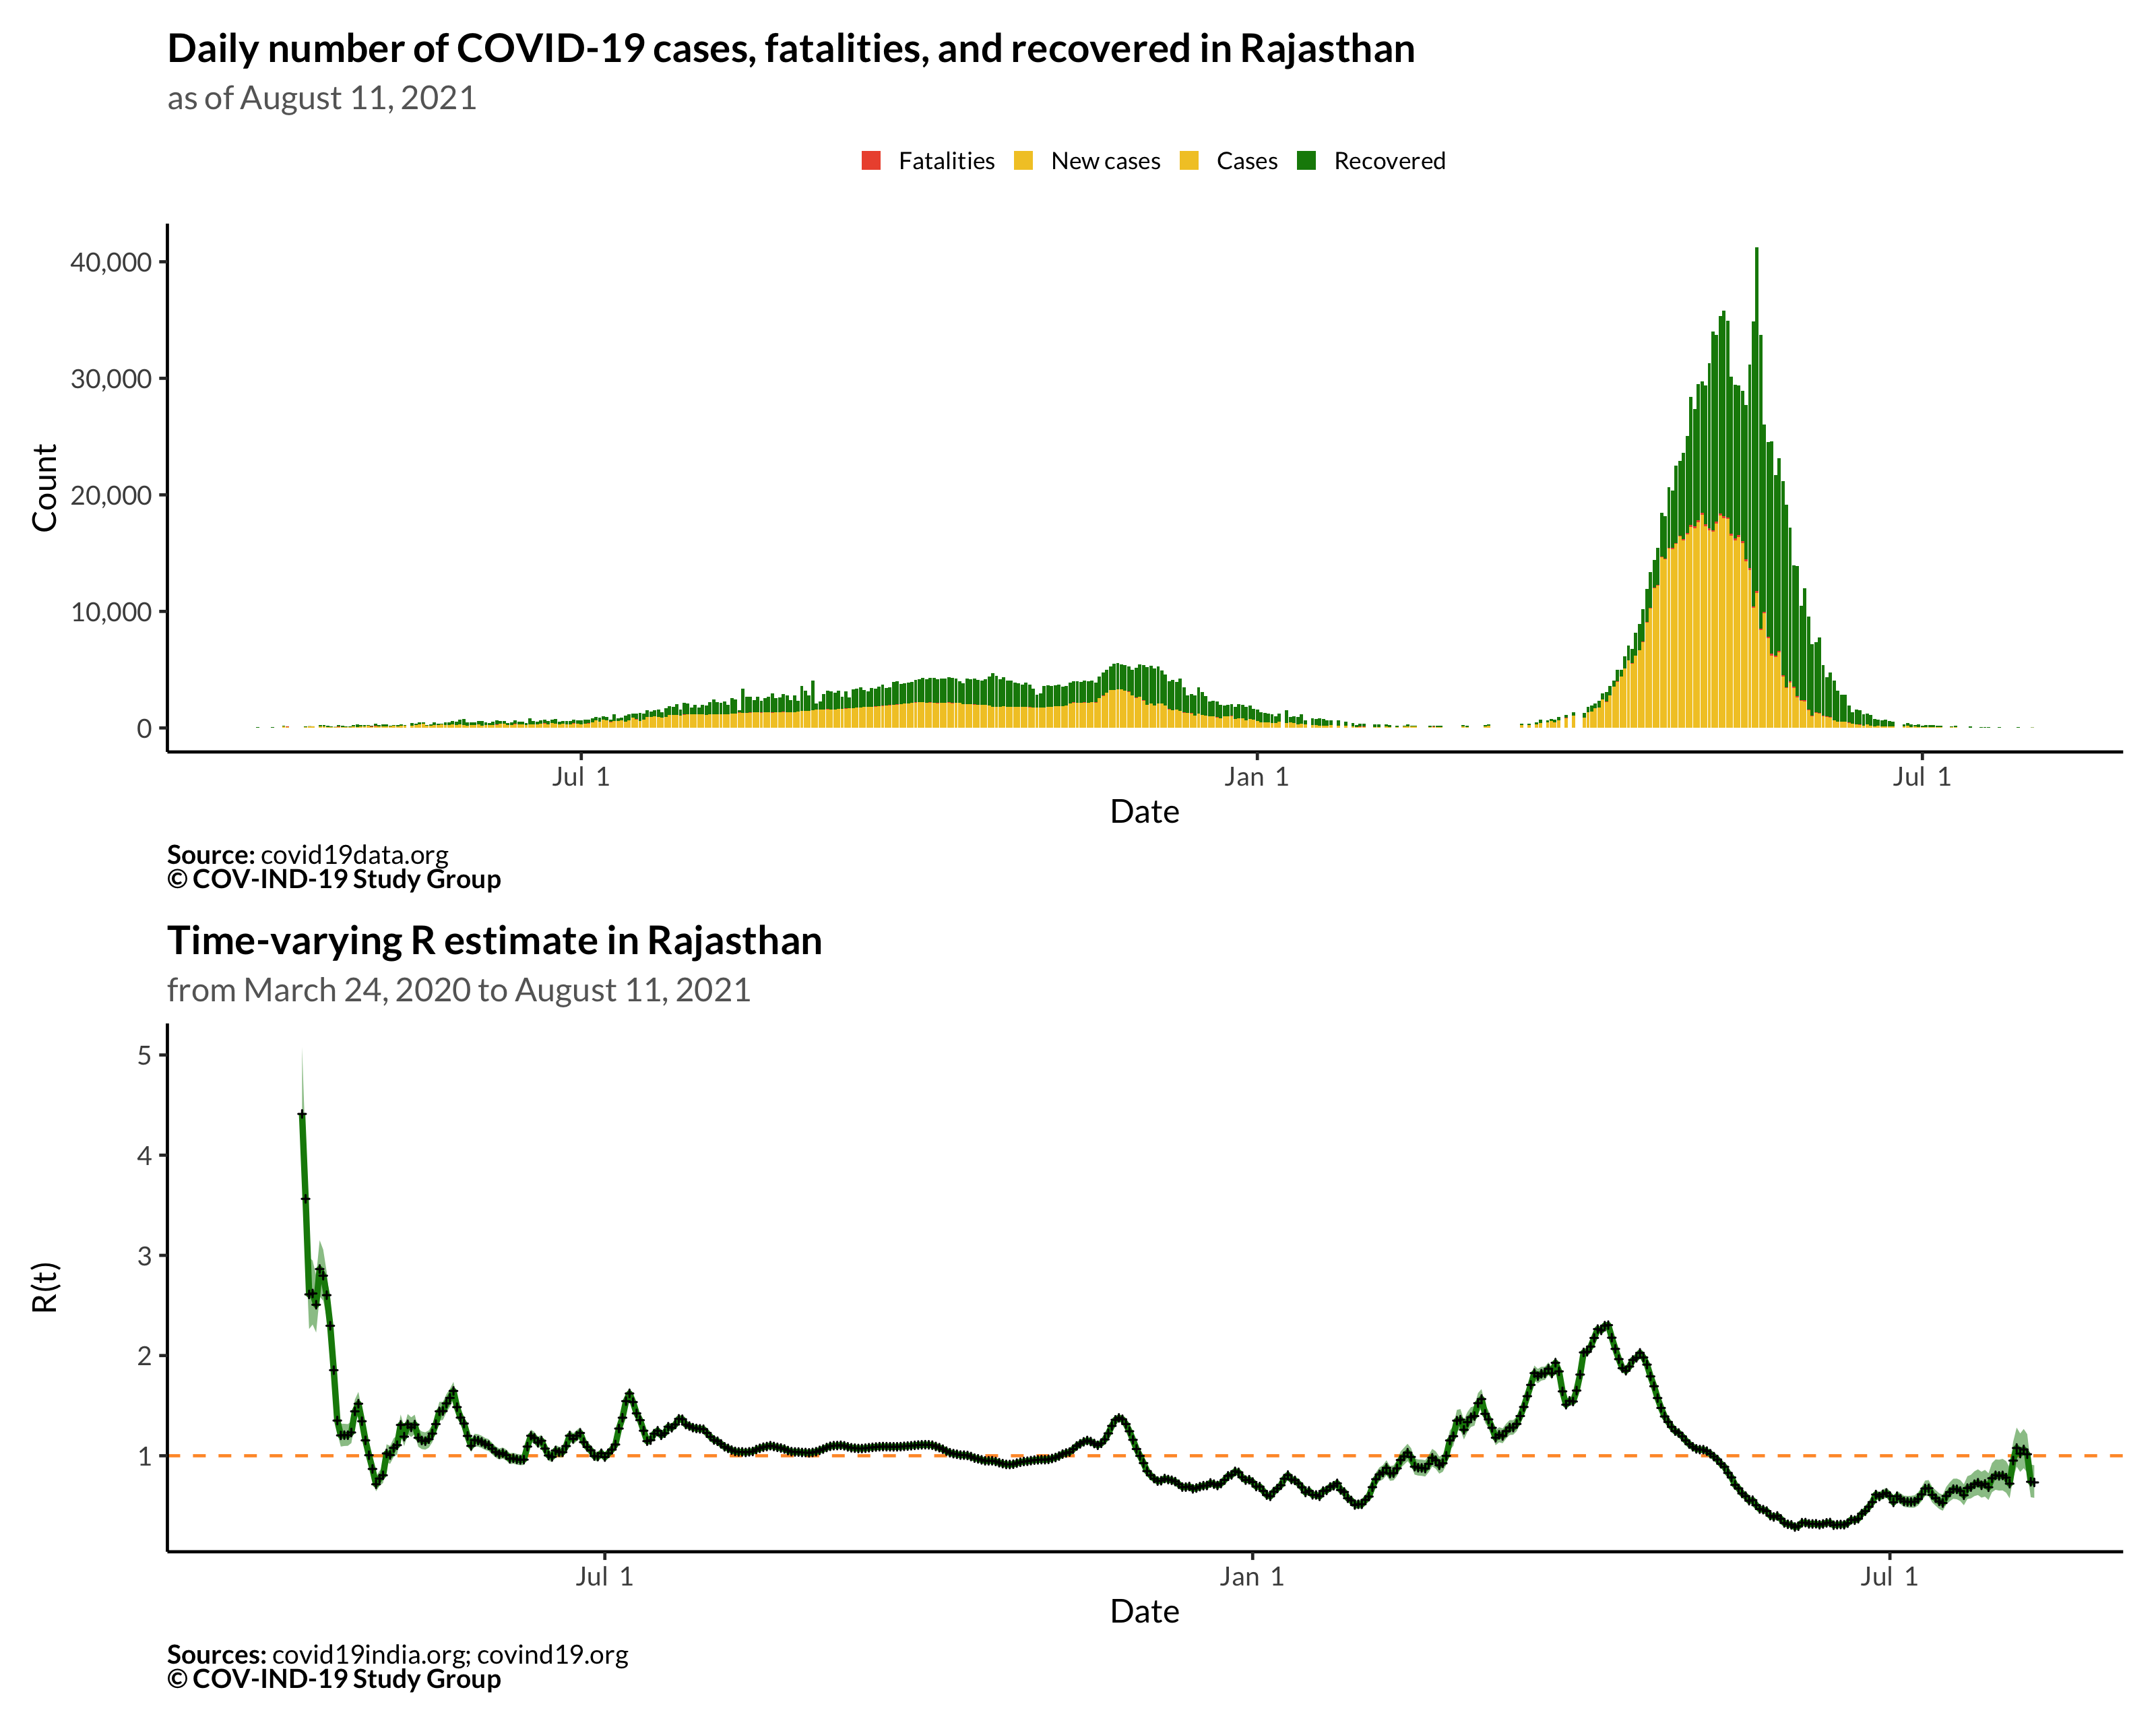 Daily number of COVID-19 cases, fatalities, and recovered in Rajasthan
as of August 11, 2021
Fatalities New cases Cases Recovered
40,000
30,000
20,000
10,000
0
Count
Jul 1 Jan 1 Jul 1
Date
Source: covid19data.org
© COV-IND-19 Study Group
Time-varying R estimate in Rajasthan
from March 24, 2020 to August 11, 2021
5
4
3
2
1
R(t)
Jul 1 Jan 1 Jul 1
Date
Sources: covid19india.org; covind19.org
© COV-IND-19 Study Group